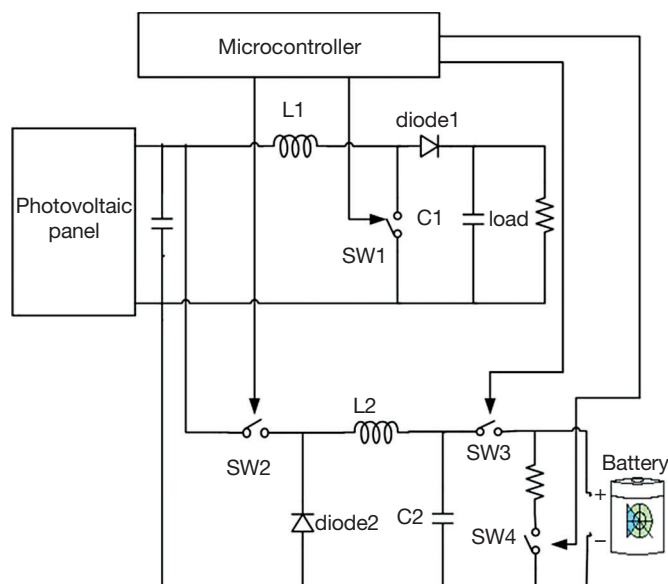 Microcontroller
L1
diode1
Photovoltaic
panel
C1
load
SW1
L2
SW2
SW3
Battery
+
diode2
C2
SW4
−